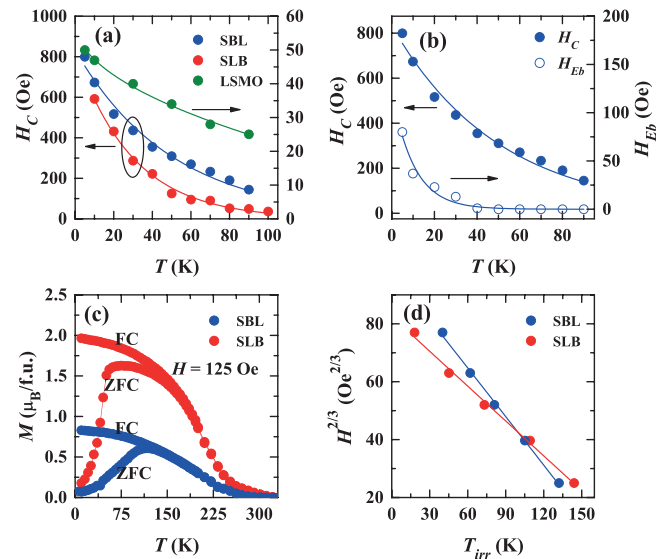 (a)
SBL
SLB
LSMO
H_C (Oe)
1000
800
600
400
200
0
60
50
40
30
20
10
0
0 20 40 60 80 100
T (K)
(b)
H_C
H_Eb
H_C (Oe)
800
600
400
200
0
H_Eb (Oe)
200
150
100
50
0
0 20 40 60 80
T (K)
(c)
SBL
SLB
FC
ZFC
H = 125 Oe
FC
ZFC
M (μ_B/f.u.)
2.5
2.0
1.5
1.0
0.5
0.0
0 75 150 225 300
T (K)
(d)
SBL
SLB
H^2/3 (Oe^2/3)
80
60
40
20
0 30 60 90 120 150
T_irr (K)